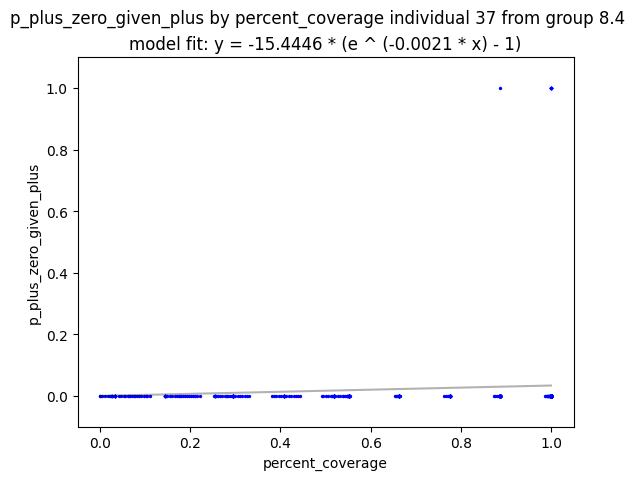 p_plus_zero_given_plus by percent_coverage individual 37 from group 8.4
model fit: y = -15.4446 * (e ^ (-0.0021 * x) - 1)
1.0
0.8
0.6
0.4
0.2
0.0
p_plus_zero_given_plus
0.0 0.2 0.4 0.6 0.8 1.0
percent_coverage